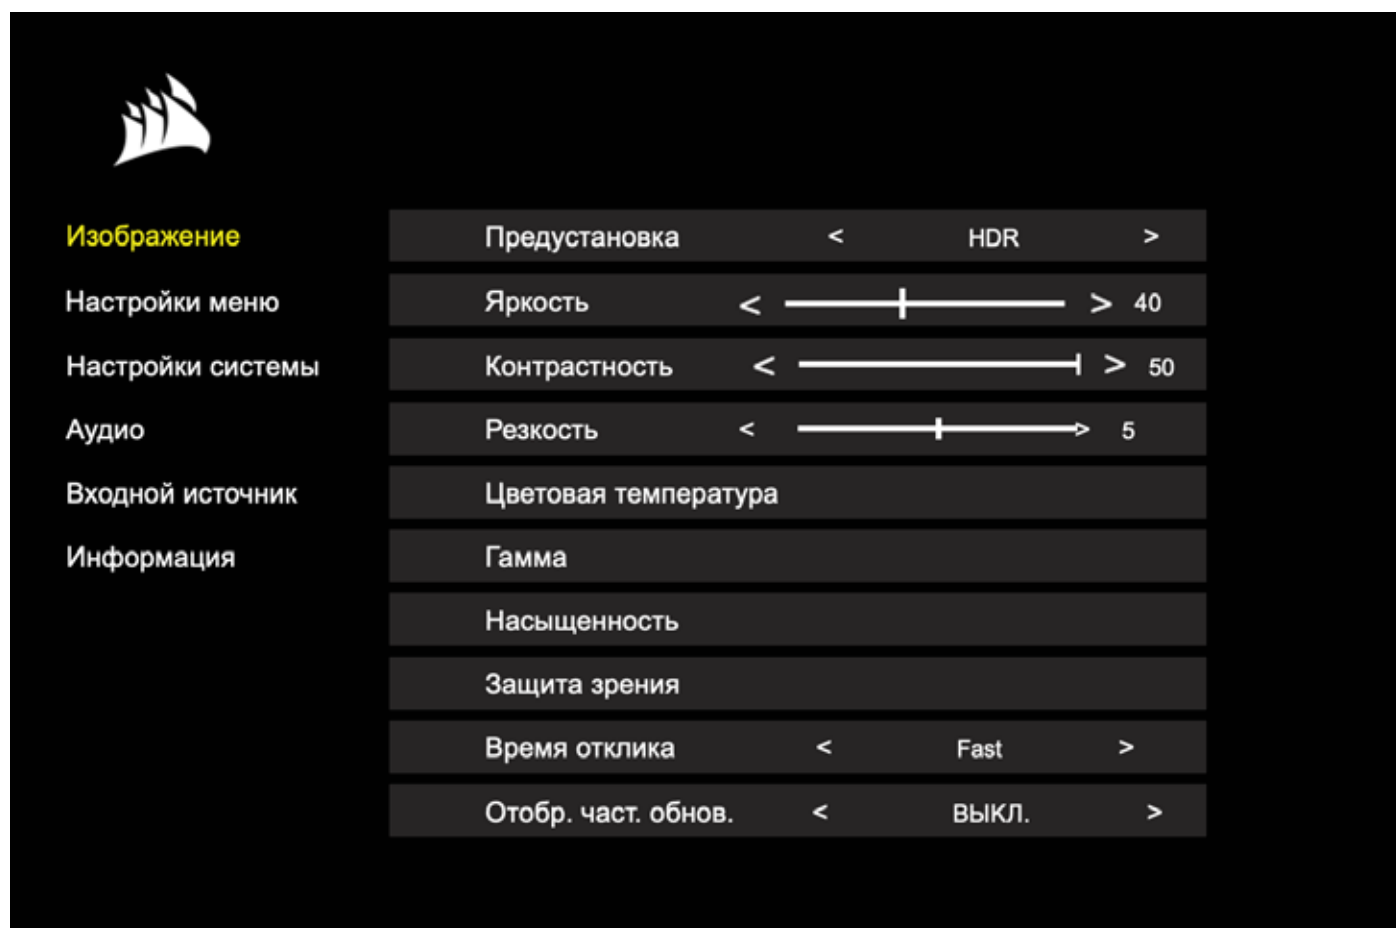 Изображение
Предустановка < HDR >
Настройки меню
Яркость < > 40
Настройки системы
Контрастность < > 50
Аудио
Резкость < > 5
Входной источник
Цветовая температура
Информация
Гамма
Насыщенность
Защита зрения
Время отклика < Fast >
Отобр. част. обнов. < ВЫКЛ. >